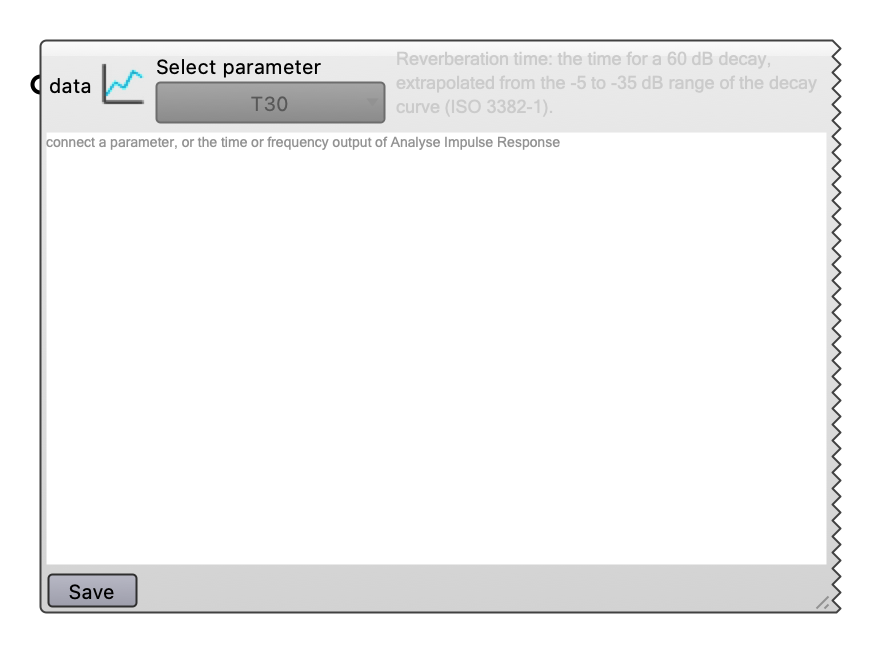 data
Select parameter
T30
Reverberation time: the time for a 60 dB decay,
extrapolated from the -5 to -35 dB range of the decay
curve (ISO 3382-1).
connect a parameter, or the time or frequency output of Analyse Impulse Response
Save